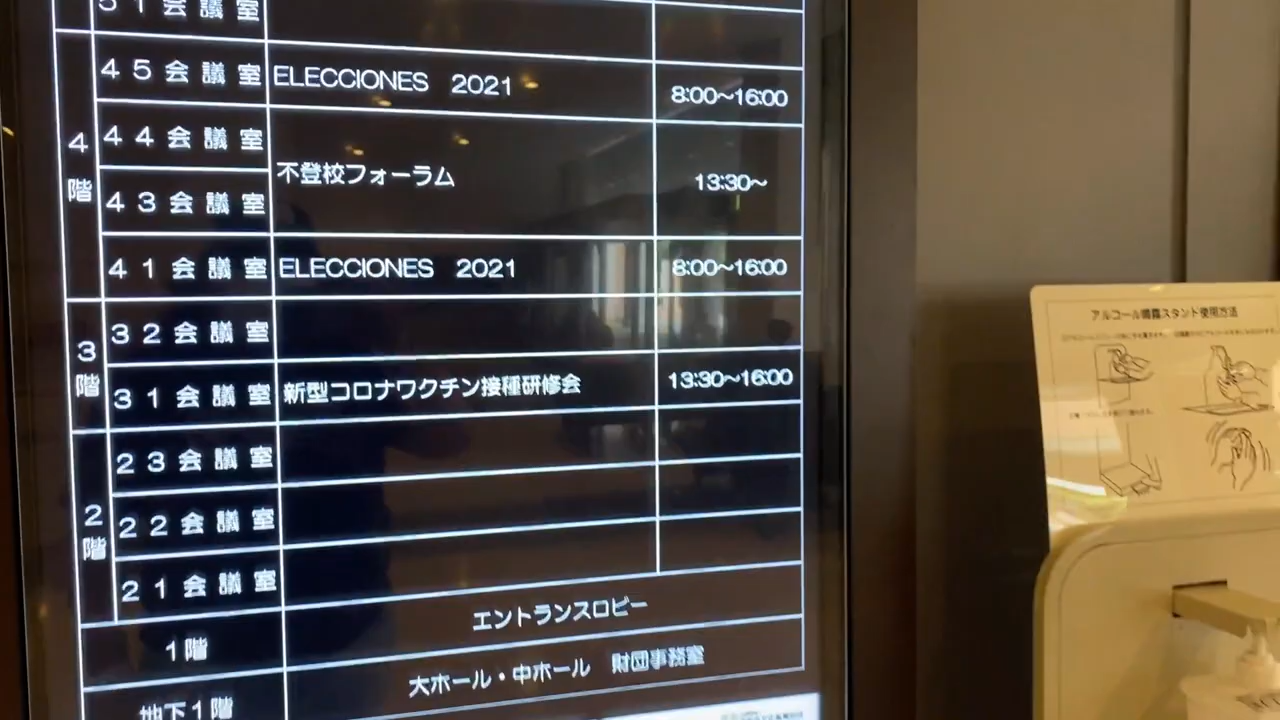 51会議室
4階
45会議室 ELECCIONES 2021 8:00～16:00
44会議室
不登校フォーラム 13:30～
43会議室
41会議室 ELECCIONES 2021 8:00～16:00
3階
32会議室
31会議室 新型コロナワクチン接種研修会 13:30～16:00
2階
23会議室
22会議室
21会議室
1階 エントランスロビー
地下1階 大ホール・中ホール 財団事務室
アルコール噴霧スタンド使用方法